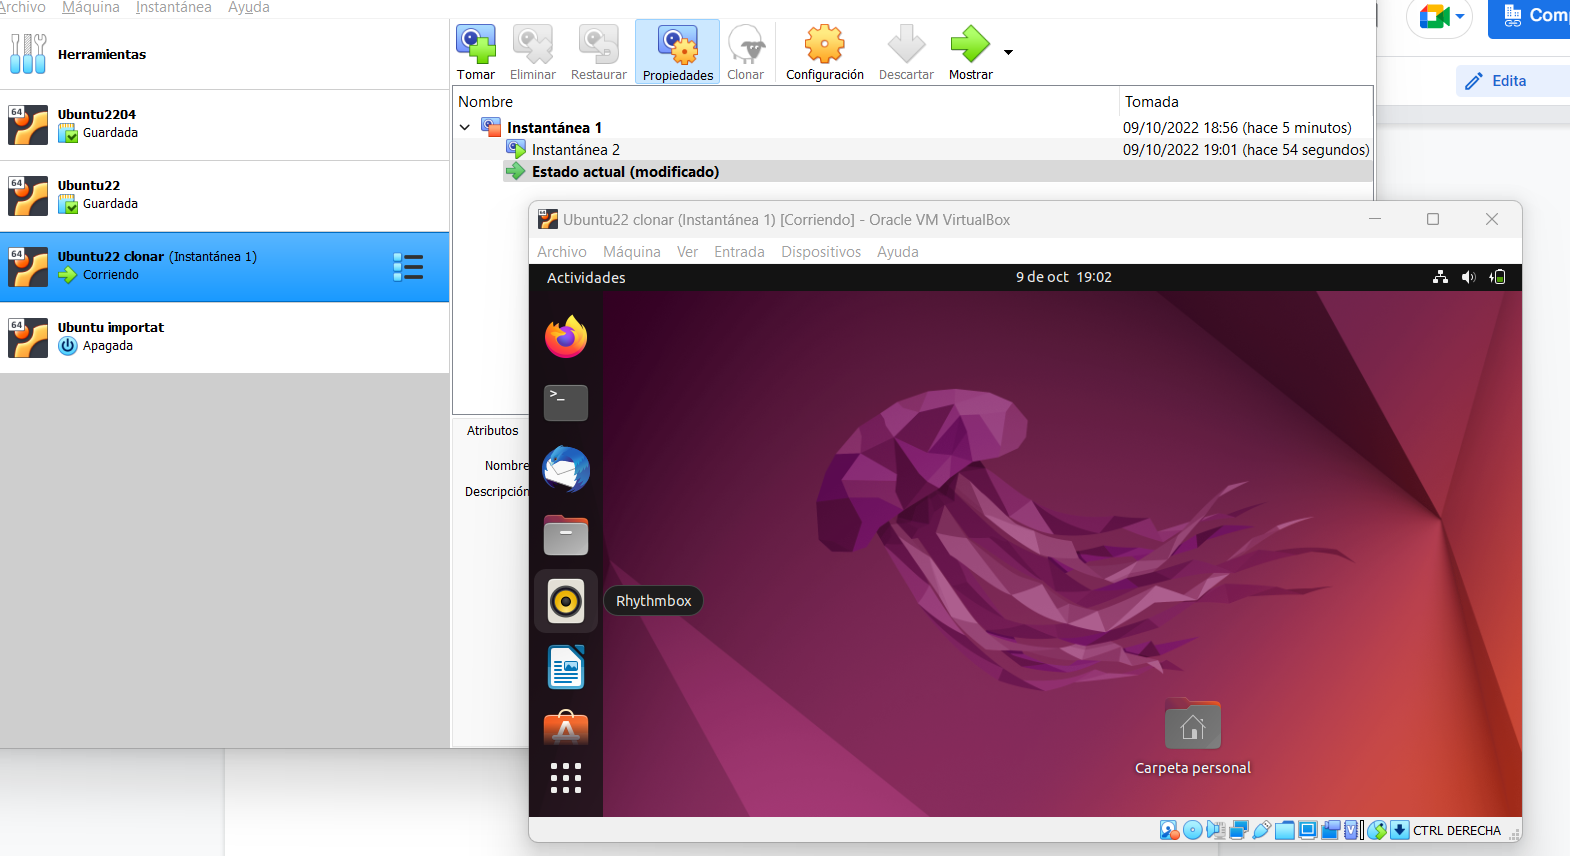 Archivo Máquina Instantánea Ayuda
Herramientas
Ubuntu2204
Guardada
Ubuntu22
Guardada
Ubuntu22 clonar (Instantánea 1)
Corriendo
Ubuntu importat
Apagada
64
64
64
64
Tomar Eliminar Restaurar Propiedades Clonar Configuración Descartar Mostrar
Nombre Tomada
Instantánea 1 09/10/2022 18:56 (hace 5 minutos)
Instantánea 2 09/10/2022 19:01 (hace 54 segundos)
Estado actual (modificado)
Atributos
Nombre
Descripción
Com
Edita
Ubuntu22 clonar (Instantánea 1) [Corriendo] - Oracle VM VirtualBox
Archivo Máquina Ver Entrada Dispositivos Ayuda
Actividades 9 de oct 19:02
>_
Rhythmbox
Carpeta personal
CTRL DERECHA